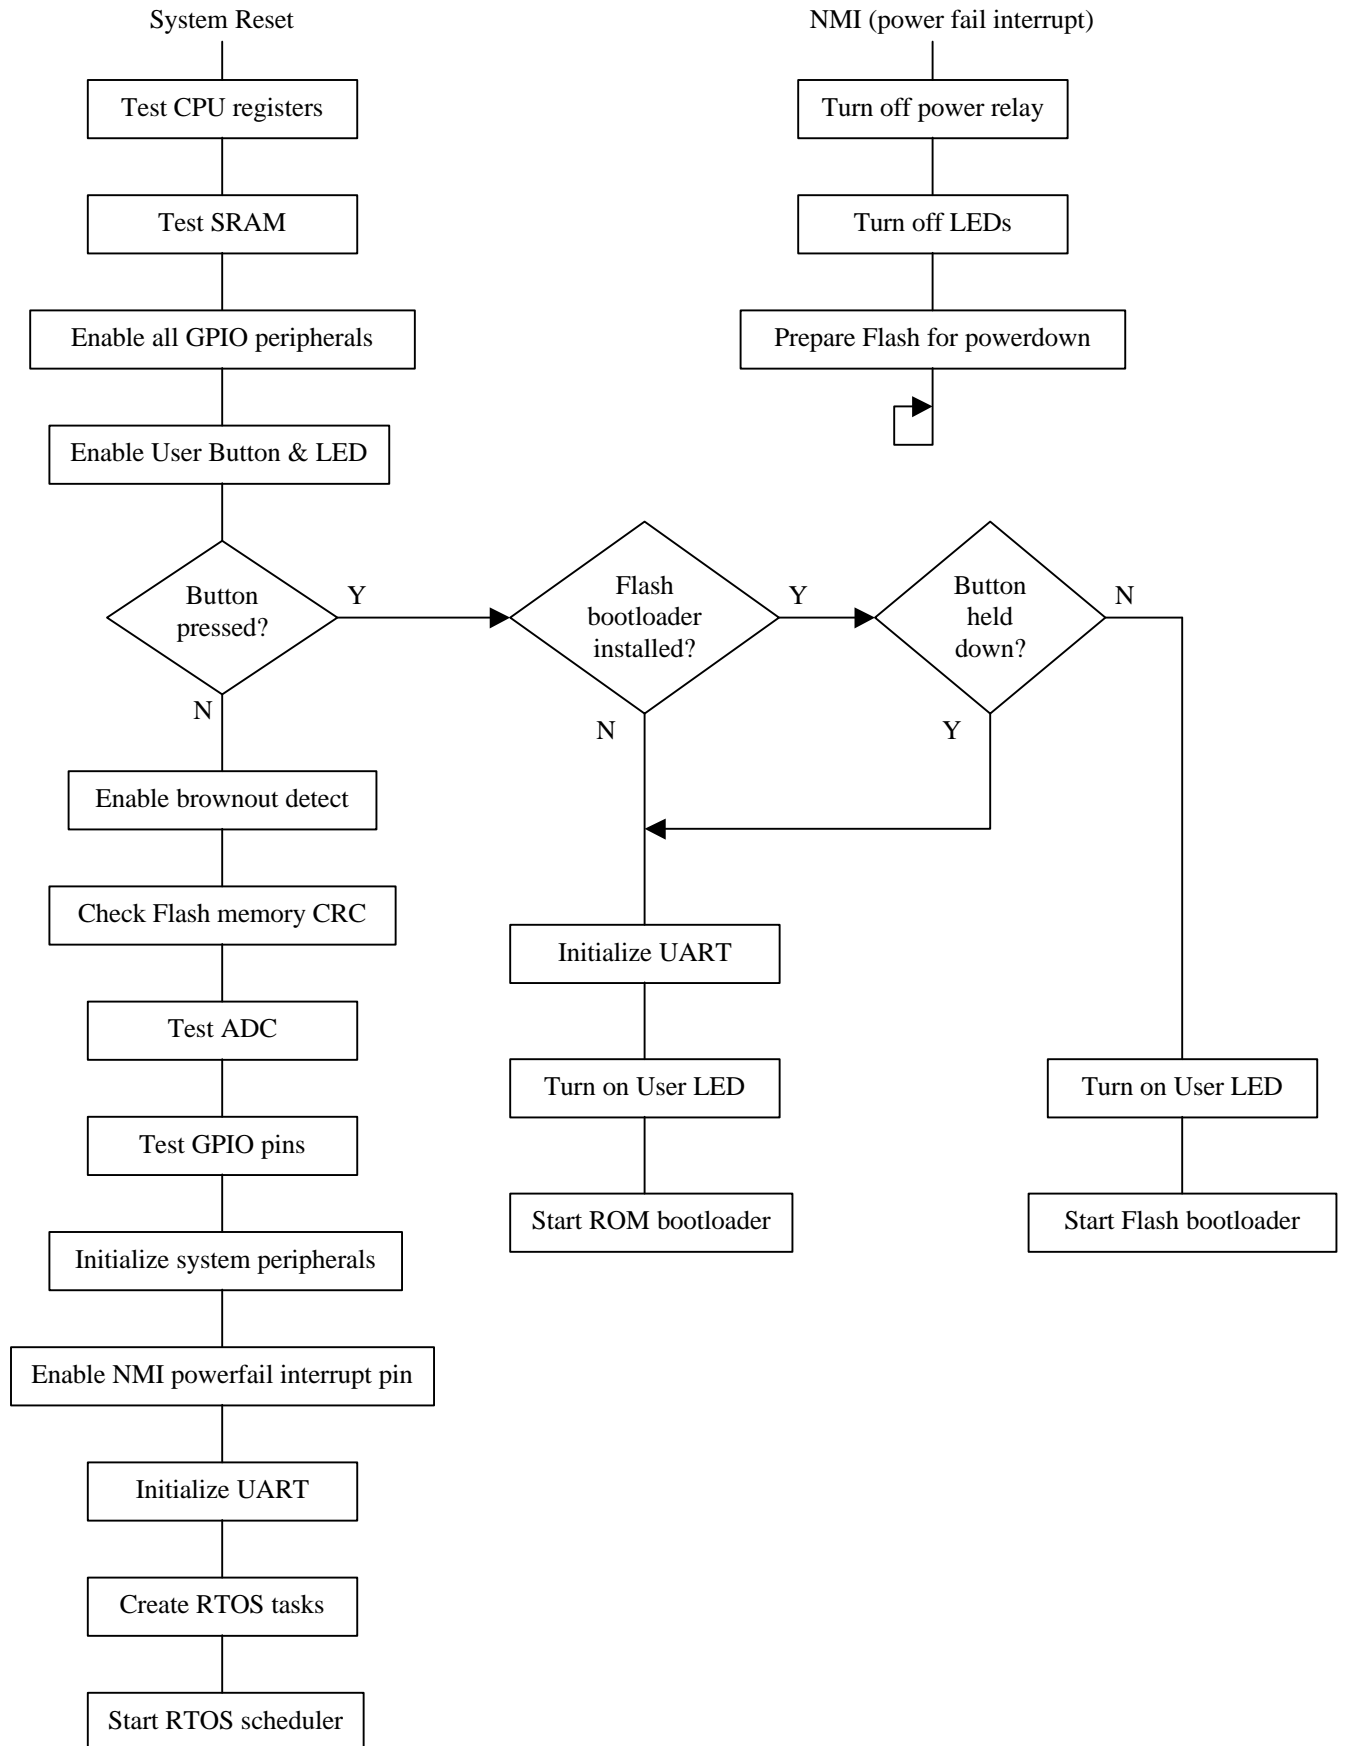 System Reset
NMI (power fail interrupt)
Test CPU registers
Turn off power relay
Test SRAM
Turn off LEDs
Enable all GPIO peripherals
Prepare Flash for powerdown
Enable User Button & LED
Button
pressed?
Y
N
Flash
bootloader
installed?
Y
N
Button
held
down?
N
Y
Enable brownout detect
Check Flash memory CRC
Test ADC
Test GPIO pins
Initialize system peripherals
Enable NMI powerfail interrupt pin
Initialize UART
Create RTOS tasks
Start RTOS scheduler
Initialize UART
Turn on User LED
Start ROM bootloader
Turn on User LED
Start Flash bootloader